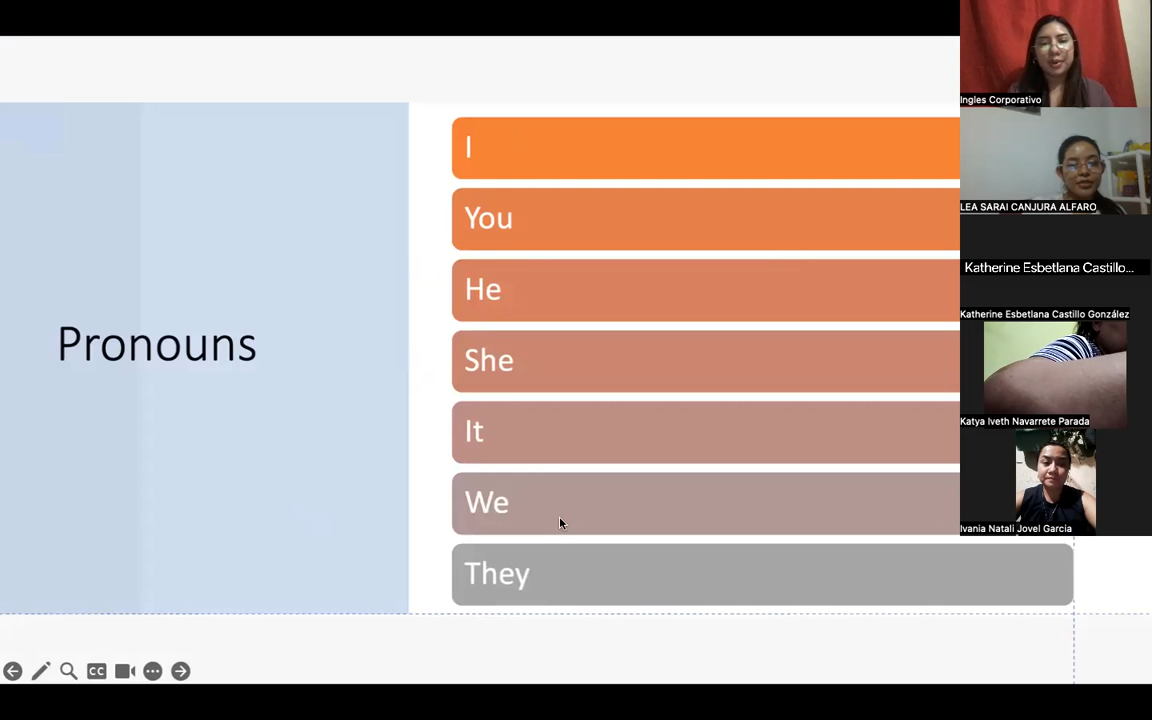 Pronouns
I
You
He
She
It
We
They
CC
Ingles Corporativo
LEA SARAI CANJURA ALFARO
Katherine Esbetlana Castillo...
Katherine Esbetlana Castillo González
Katya Iveth Navarrete Parada
Ivania Natali Jovel Garcia